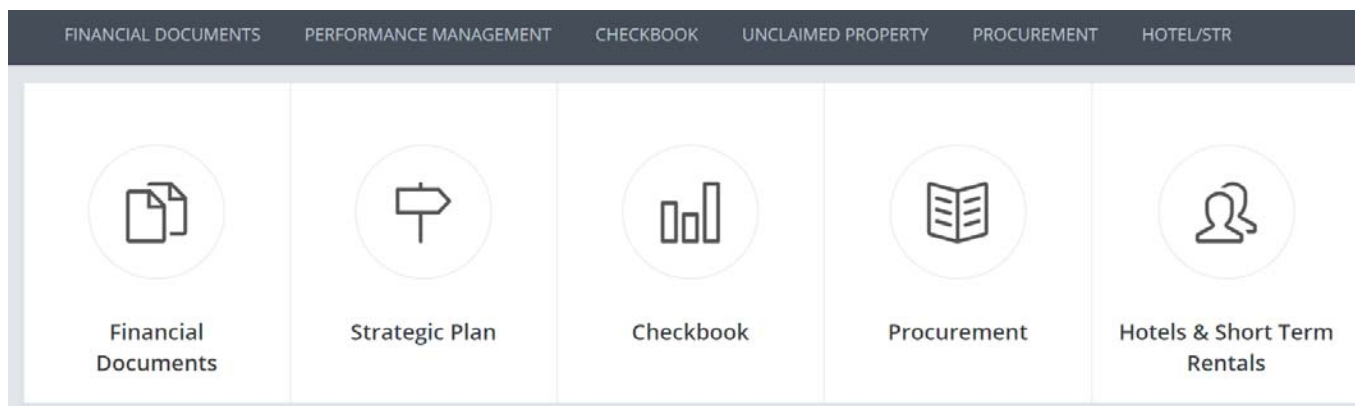 FINANCIAL DOCUMENTS PERFORMANCE MANAGEMENT CHECKBOOK UNCLAIMED PROPERTY PROCUREMENT HOTEL/STR
Financial
Documents
Strategic Plan
Checkbook
Procurement
Hotels & Short Term
Rentals